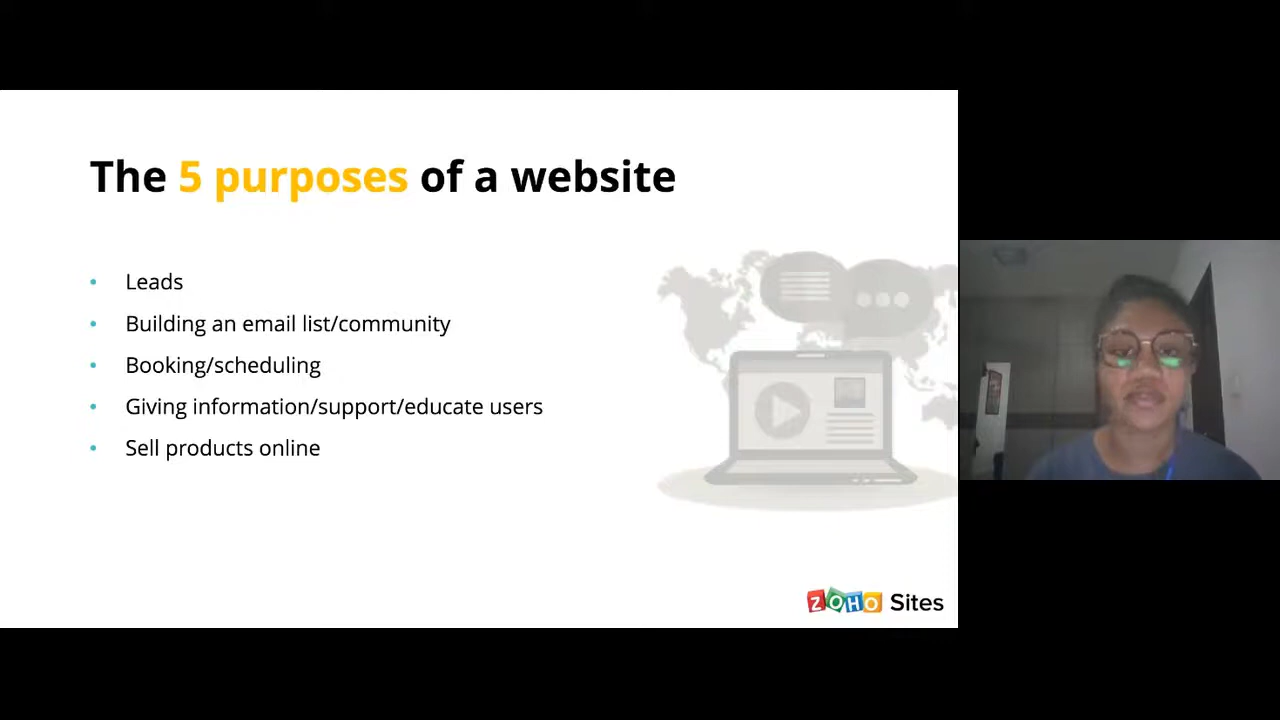 The 5 purposes of a website
• Leads
• Building an email list/community
• Booking/scheduling
• Giving information/support/educate users
• Sell products online
ZOHO Sites